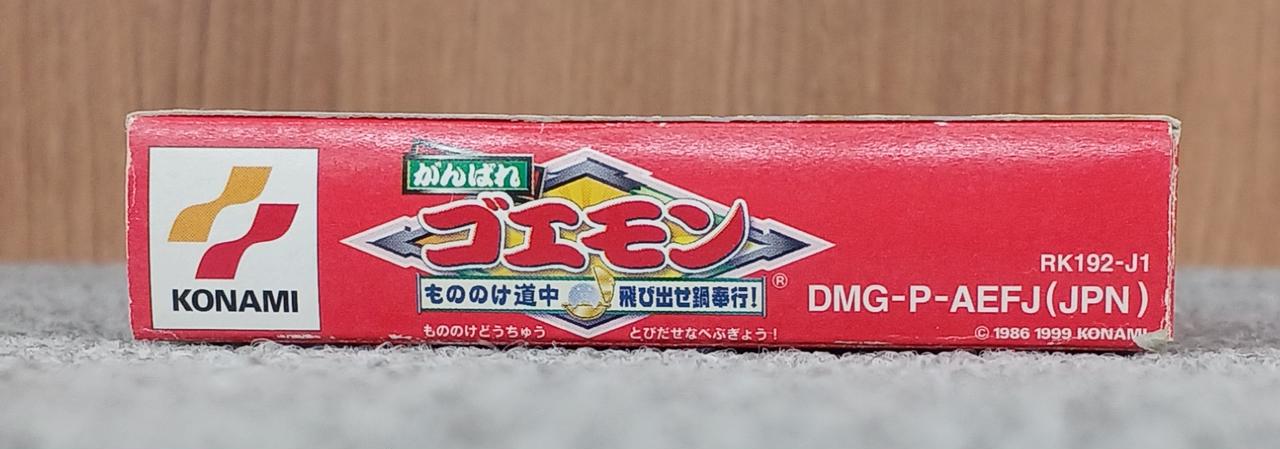 KONAMI
がんばれ
ゴエモン
もののけ道中 飛び出せ鍋奉行!
もののけどうちゅう とびだせなべぶぎょう!
®
RK192-J1
DMG-P-AEFJ(JPN)
© 1986 1999 KONAMI